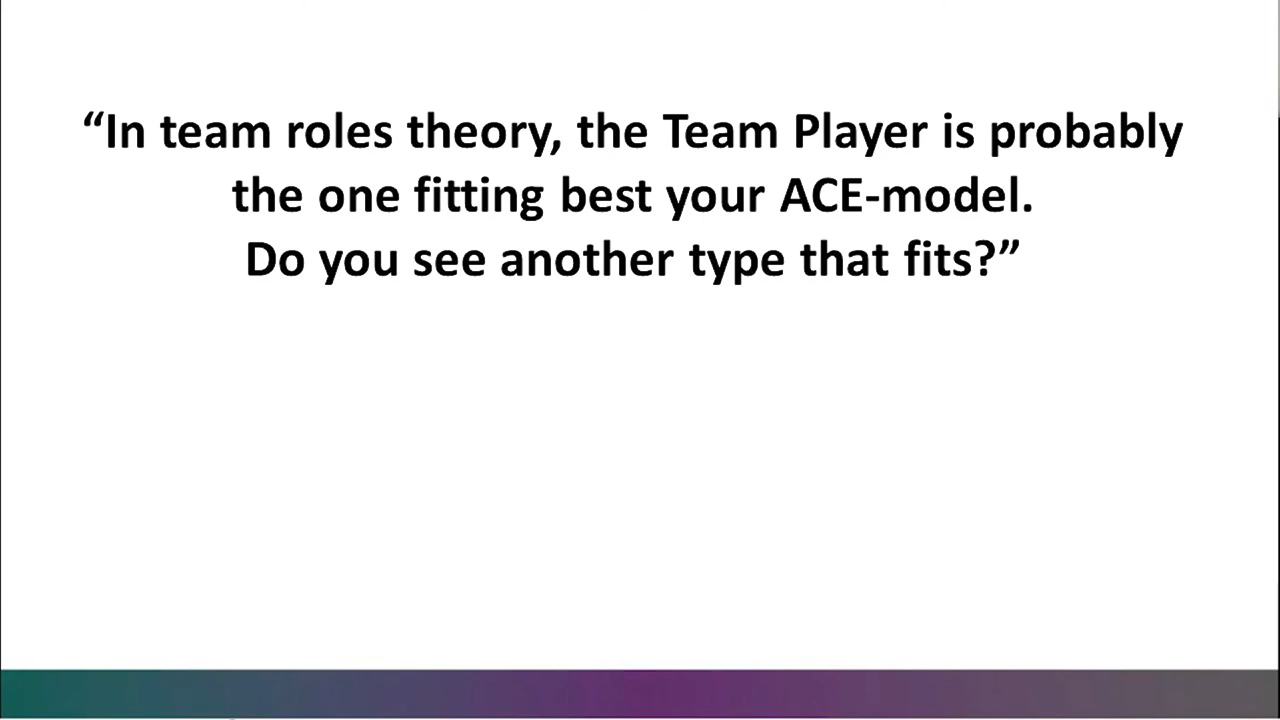 “In team roles theory, the Team Player is probably
the one fitting best your ACE-model.
Do you see another type that fits?”